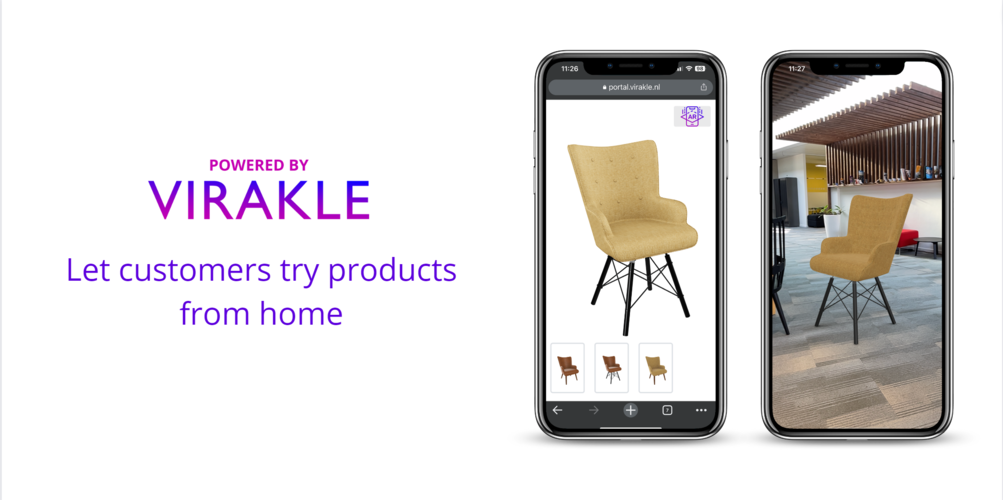 POWERED BY
VIRAKLE
Let customers try products
from home
11:26
portal.virakle.nl
AR
11:27